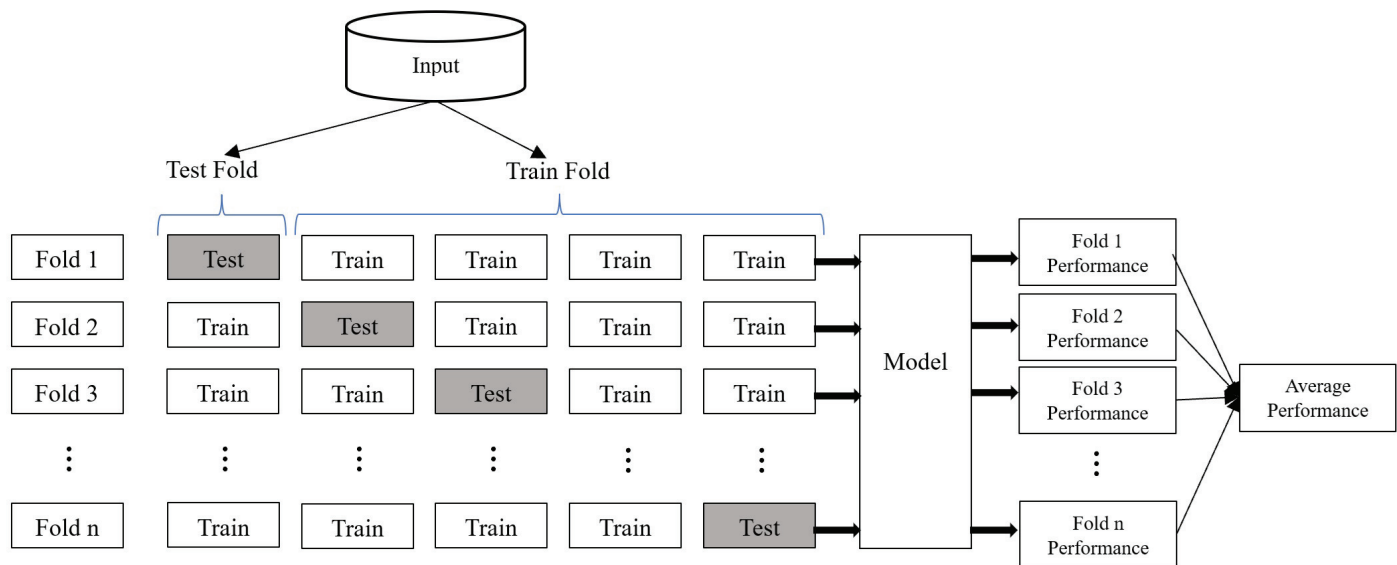 Input
Test Fold
Train Fold
Fold 1 Test Train Train Train Train
Fold 2 Train Test Train Train Train
Fold 3 Train Train Test Train Train
Fold n Train Train Train Train Test
Model
Fold 1
Performance
Fold 2
Performance
Fold 3
Performance
Fold n
Performance
Average
Performance